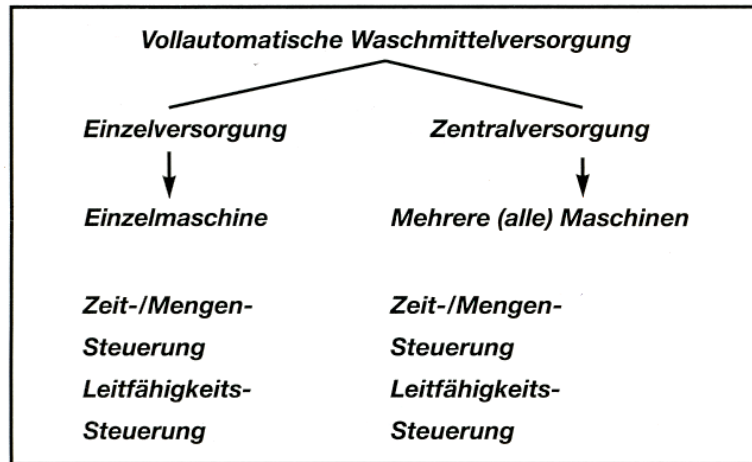 Vollautomatische Waschmittelversorgung
Einzelversorgung
Zentralversorgung
Einzelmaschine
Mehrere (alle) Maschinen
Zeit-/Mengen-
Steuerung
Leitfähigkeits-
Steuerung
Zeit-/Mengen-
Steuerung
Leitfähigkeits-
Steuerung